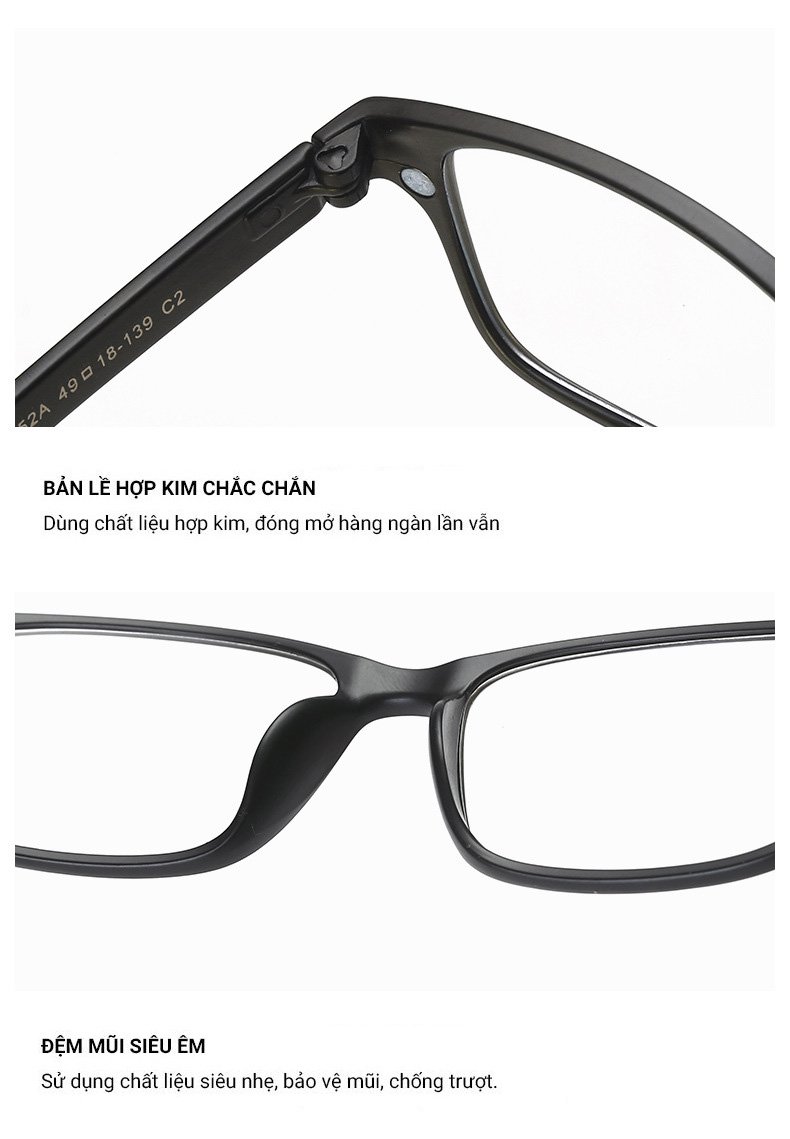 52A 49□18-139 C2
BẢN LỀ HỢP KIM CHẮC CHẮN
Dùng chất liệu hợp kim, đóng mở hàng ngàn lần vẫn
ĐỆM MŨI SIÊU ÊM
Sử dụng chất liệu siêu nhẹ, bảo vệ mũi, chống trượt.